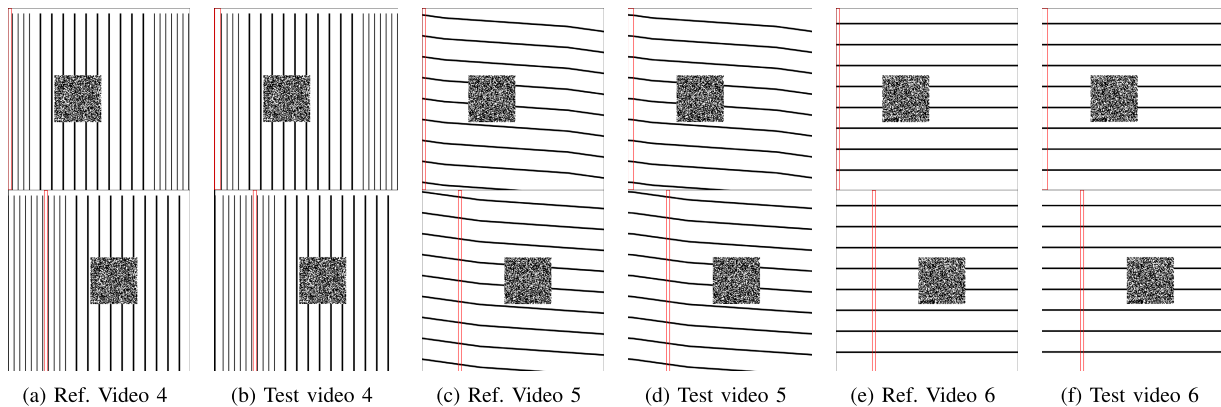 (a) Ref. Video 4
(b) Test video 4
(c) Ref. Video 5
(d) Test video 5
(e) Ref. Video 6
(f) Test video 6